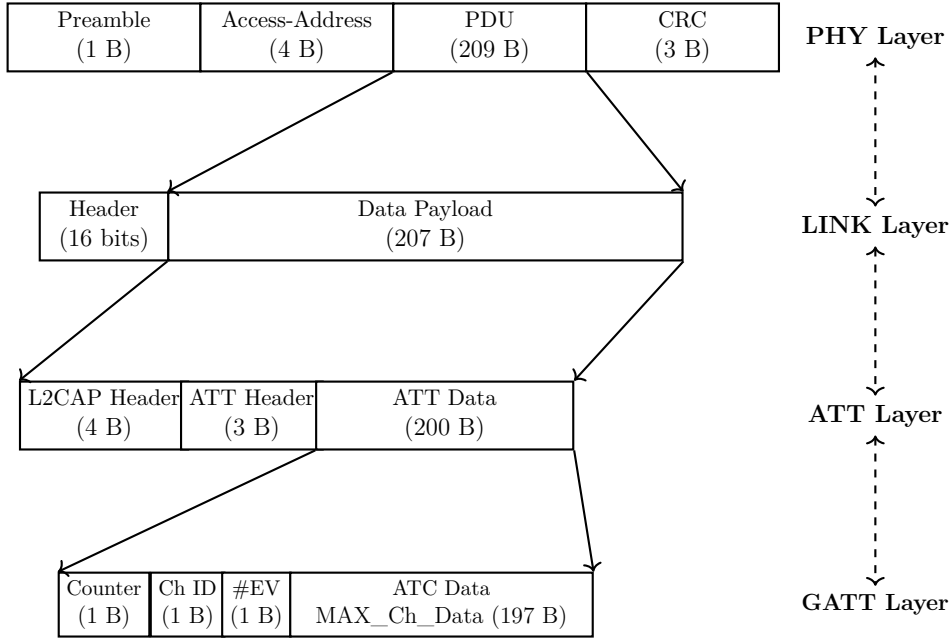 Preamble
(1 B)
Access-Address
(4 B)
PDU
(209 B)
CRC
(3 B)
PHY Layer
Header
(16 bits)
Data Payload
(207 B)
LINK Layer
L2CAP Header
(4 B)
ATT Header
(3 B)
ATT Data
(200 B)
ATT Layer
Counter
(1 B)
Ch ID
(1 B)
#EV
(1 B)
ATC Data
MAX_Ch_Data (197 B)
GATT Layer